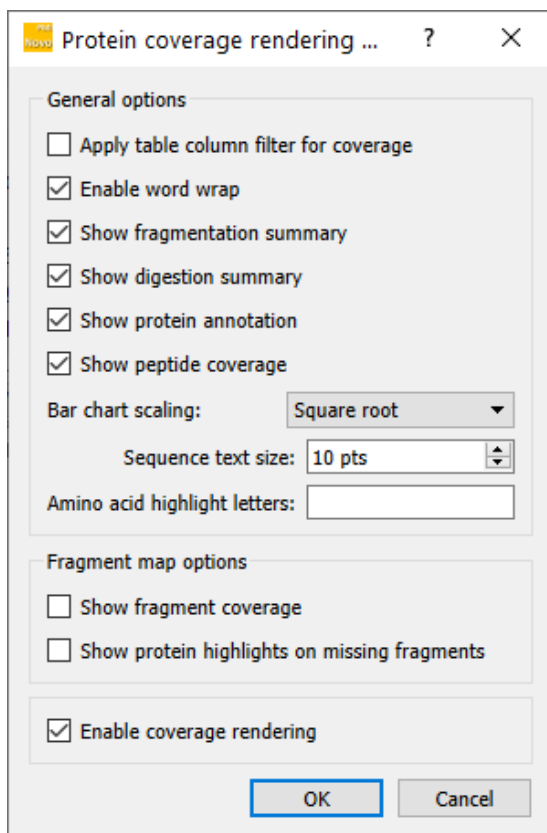 Novo Protein coverage rendering ... ?
General options
Apply table column filter for coverage
Enable word wrap
Show fragmentation summary
Show digestion summary
Show protein annotation
Show peptide coverage
Bar chart scaling: Square root
Sequence text size: 10 pts
Amino acid highlight letters:
Fragment map options
Show fragment coverage
Show protein highlights on missing fragments
Enable coverage rendering
OK Cancel